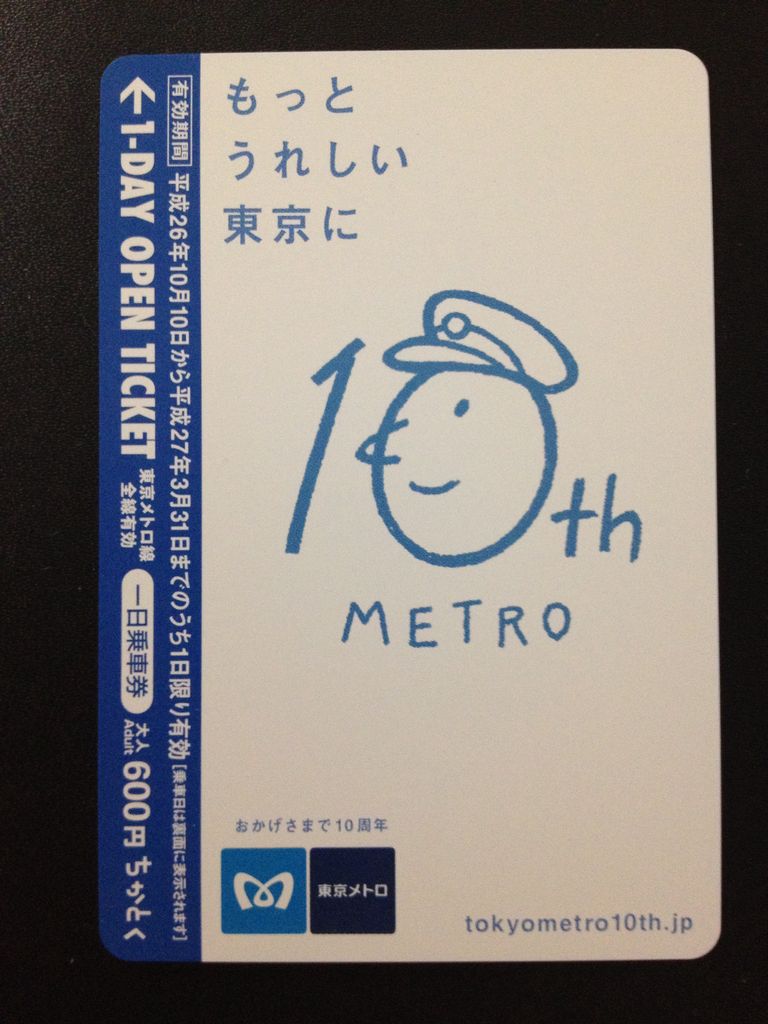 もっと
うれしい
東京に
10th
METRO
おかげさまで10周年
東京メトロ
tokyometro10th.jp
有効期間 平成26年10月10日から平成27年3月31日までのうち1日限り有効[乗車日は裏面に表示されます]
←1-DAY OPEN TICKET 東京メトロ線 全線有効 一日乗車券 大人 Adult 600円 ちかとく